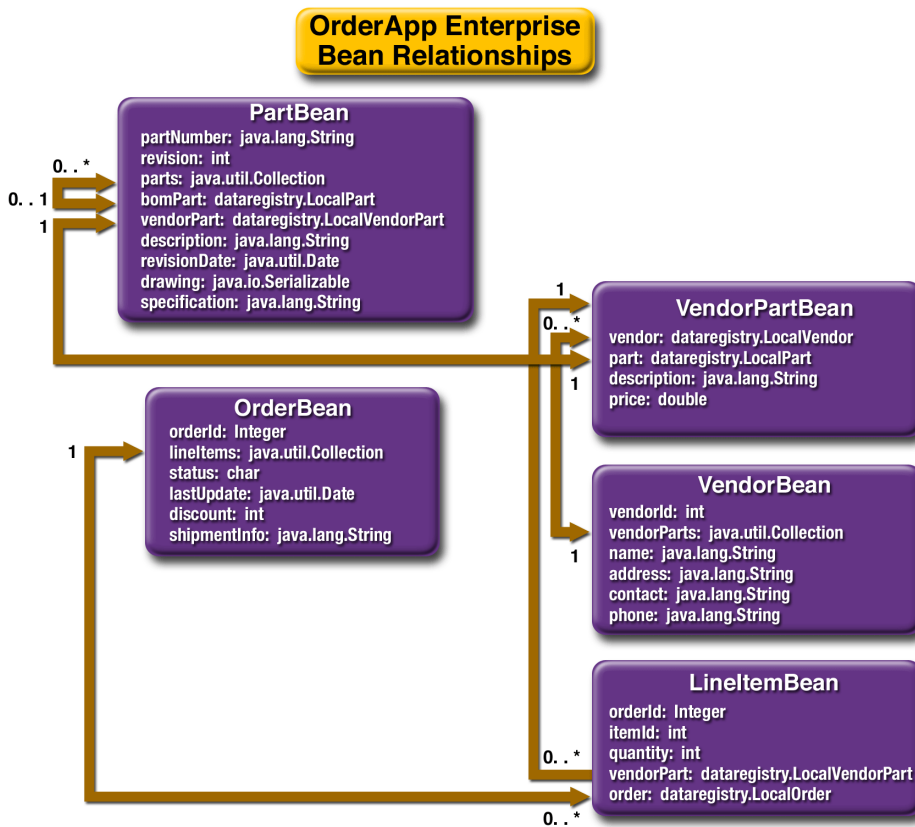 OrderApp Enterprise
Bean Relationships
PartBean
partNumber: java.lang.String
revision: int
parts: java.util.Collection
bomPart: dataregistry.LocalPart
vendorPart: dataregistry.LocalVendorPart
description: java.lang.String
revisionDate: java.util.Date
drawing: java.io.Serializable
specification: java.lang.String
0. . *
0. . 1
1
1
0. . *
1
VendorPartBean
vendor: dataregistry.LocalVendor
part: dataregistry.LocalPart
description: java.lang.String
price: double
OrderBean
orderId: Integer
lineItems: java.util.Collection
status: char
lastUpdate: java.util.Date
discount: int
shipmentInfo: java.lang.String
1
VendorBean
vendorId: int
vendorParts: java.util.Collection
name: java.lang.String
address: java.lang.String
contact: java.lang.String
phone: java.lang.String
1
LineItemBean
orderId: Integer
itemId: int
quantity: int
vendorPart: dataregistry.LocalVendorPart
order: dataregistry.LocalOrder
0. . *
0. . *